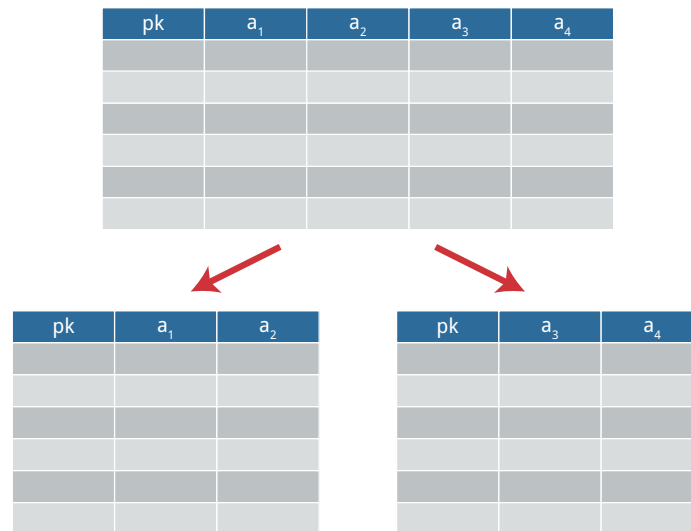 pk a₁ a₂ a₃ a₄
pk a₁ a₂
pk a₃ a₄